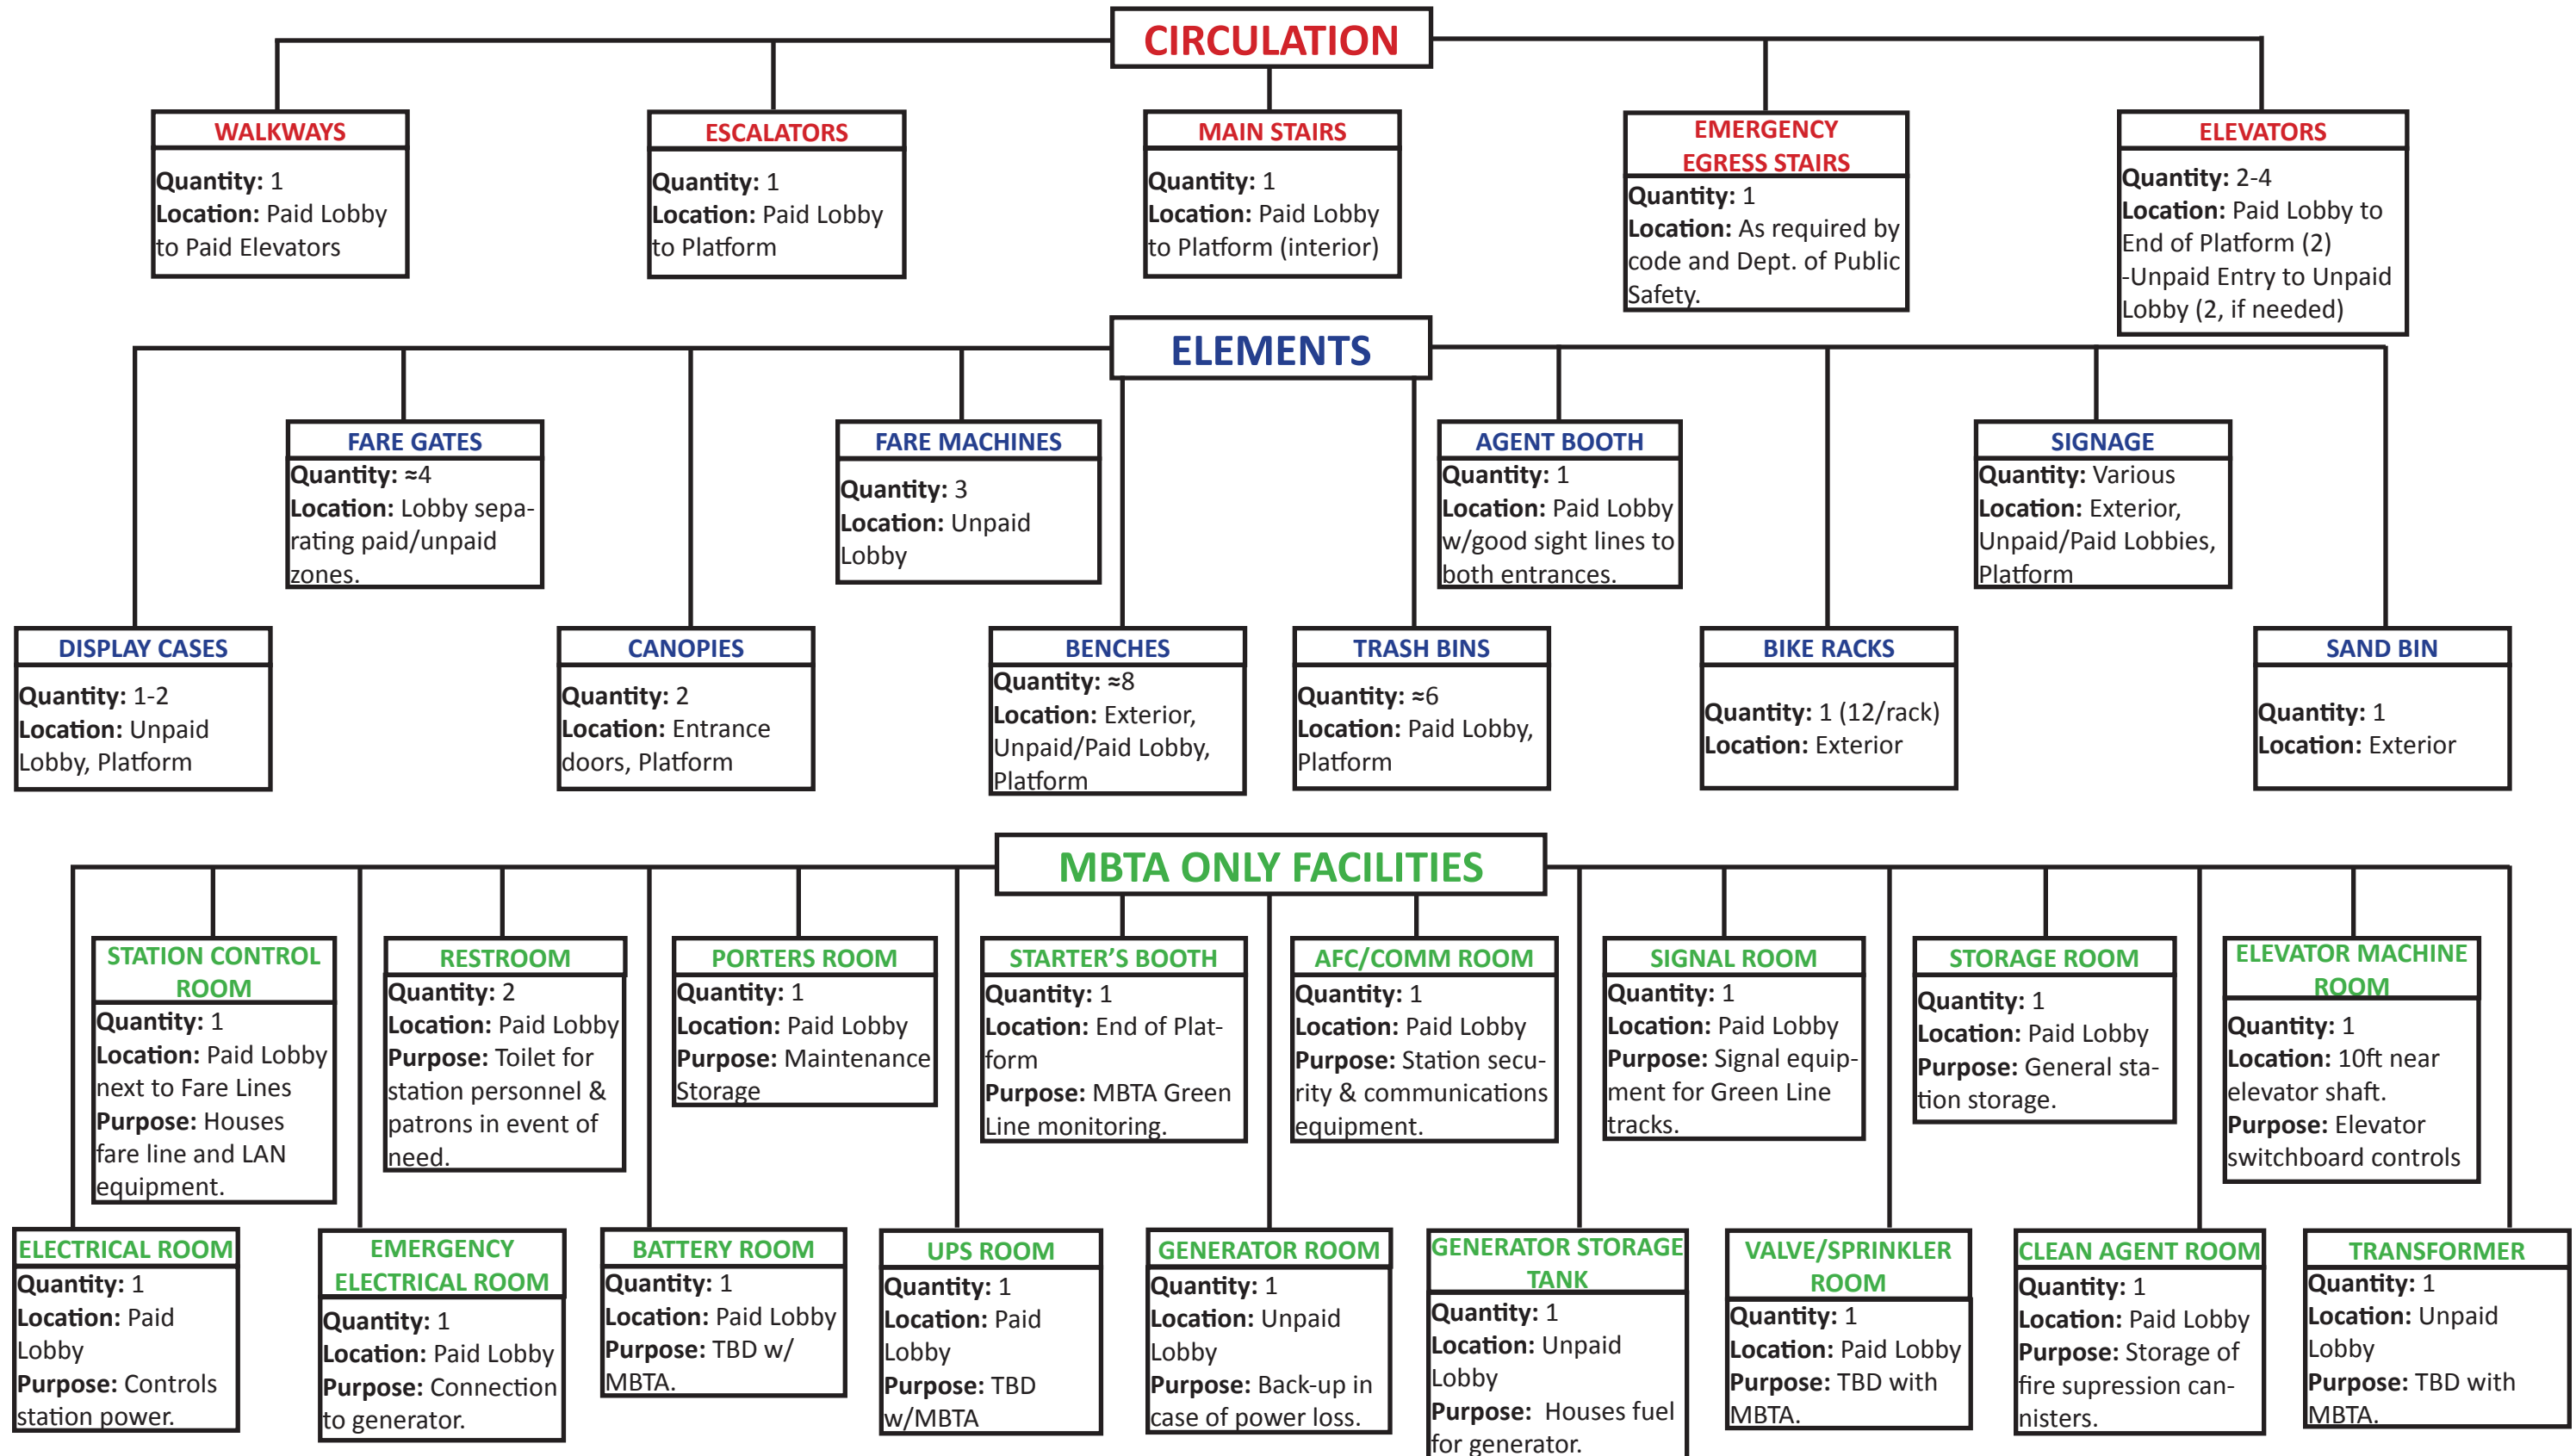 CIRCULATION
WALKWAYS
Quantity: 1
Location: Paid Lobby
to Paid Elevators
ESCALATORS
Quantity: 1
Location: Paid Lobby
to Platform
MAIN STAIRS
Quantity: 1
Location: Paid Lobby
to Platform (interior)
EMERGENCY
EGRESS STAIRS
Quantity: 1
Location: As required by
code and Dept. of Public
Safety.
ELEVATORS
Quantity: 2-4
Location: Paid Lobby to
End of Platform (2)
-Unpaid Entry to Unpaid
Lobby (2, if needed)
ELEMENTS
FARE GATES
Quantity: ≈4
Location: Lobby sepa-
rating paid/unpaid
zones.
FARE MACHINES
Quantity: 3
Location: Unpaid
Lobby
AGENT BOOTH
Quantity: 1
Location: Paid Lobby
w/good sight lines to
both entrances.
SIGNAGE
Quantity: Various
Location: Exterior,
Unpaid/Paid Lobbies,
Platform
DISPLAY CASES
Quantity: 1-2
Location: Unpaid
Lobby, Platform
CANOPIES
Quantity: 2
Location: Entrance
doors, Platform
BENCHES
Quantity: ≈8
Location: Exterior,
Unpaid/Paid Lobby,
Platform
TRASH BINS
Quantity: ≈6
Location: Paid Lobby,
Platform
BIKE RACKS
Quantity: 1 (12/rack)
Location: Exterior
SAND BIN
Quantity: 1
Location: Exterior
MBTA ONLY FACILITIES
STATION CONTROL
ROOM
Quantity: 1
Location: Paid Lobby
next to Fare Lines
Purpose: Houses
fare line and LAN
equipment.
RESTROOM
Quantity: 2
Location: Paid Lobby
Purpose: Toilet for
station personnel &
patrons in event of
need.
PORTERS ROOM
Quantity: 1
Location: Paid Lobby
Purpose: Maintenance
Storage
STARTER'S BOOTH
Quantity: 1
Location: End of Plat-
form
Purpose: MBTA Green
Line monitoring.
AFC/COMM ROOM
Quantity: 1
Location: Paid Lobby
Purpose: Station secu-
rity & communications
equipment.
SIGNAL ROOM
Quantity: 1
Location: Paid Lobby
Purpose: Signal equip-
ment for Green Line
tracks.
STORAGE ROOM
Quantity: 1
Location: Paid Lobby
Purpose: General sta-
tion storage.
ELEVATOR MACHINE
ROOM
Quantity: 1
Location: 10ft near
elevator shaft.
Purpose: Elevator
switchboard controls
ELECTRICAL ROOM
Quantity: 1
Location: Paid
Lobby
Purpose: Controls
station power.
EMERGENCY
ELECTRICAL ROOM
Quantity: 1
Location: Paid Lobby
Purpose: Connection
to generator.
BATTERY ROOM
Quantity: 1
Location: Paid Lobby
Purpose: TBD w/
MBTA.
UPS ROOM
Quantity: 1
Location: Paid
Lobby
Purpose: TBD
w/MBTA
GENERATOR ROOM
Quantity: 1
Location: Unpaid
Lobby
Purpose: Back-up in
case of power loss.
GENERATOR STORAGE
TANK
Quantity: 1
Location: Unpaid
Lobby
Purpose: Houses fuel
for generator.
VALVE/SPRINKLER
ROOM
Quantity: 1
Location: Paid Lobby
Purpose: TBD with
MBTA.
CLEAN AGENT ROOM
Quantity: 1
Location: Paid Lobby
Purpose: Storage of
fire supression can-
nisters.
TRANSFORMER
Quantity: 1
Location: Unpaid
Lobby
Purpose: TBD with
MBTA.